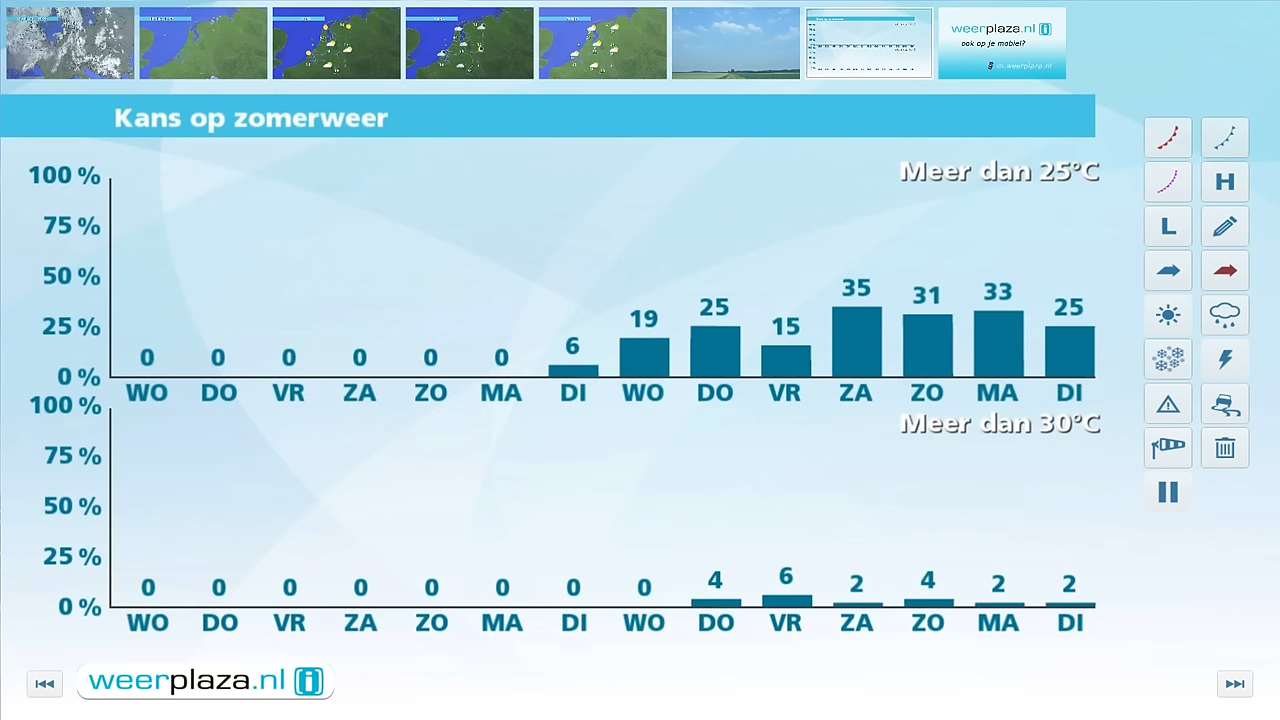 weerplaza.nl
ook op je mobiel?
m.weerplaza.nl
Kans op zomerweer
Meer dan 25°C
100 %
75 %
50 %
25 %
0 %
0 0 0 0 0 0 6 19 25 15 35 31 33 25
WO DO VR ZA ZO MA DI WO DO VR ZA ZO MA DI
Meer dan 30°C
100 %
75 %
50 %
25 %
0 %
0 0 0 0 0 0 0 0 4 6 2 4 2 2
WO DO VR ZA ZO MA DI WO DO VR ZA ZO MA DI
H
L
weerplaza.nl